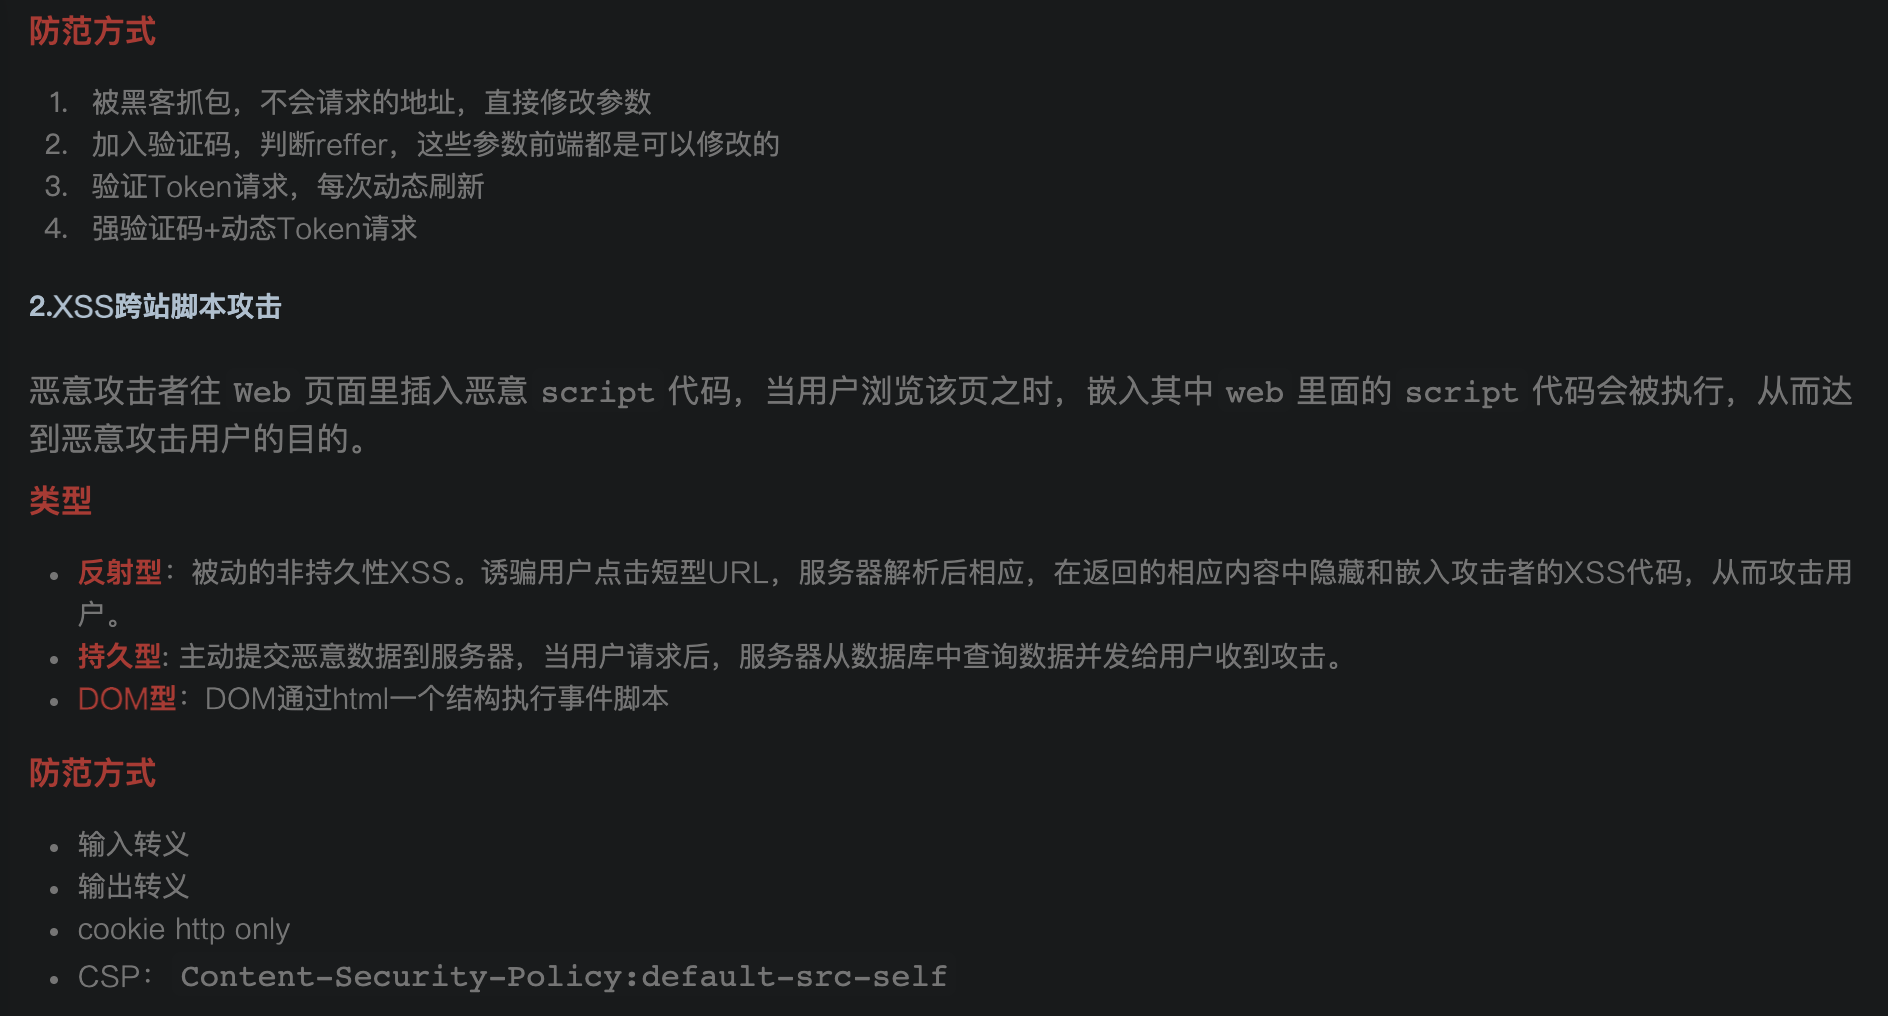 防范方式
1. 被黑客抓包，不会请求的地址，直接修改参数
2. 加入验证码，判断reffer，这些参数前端都是可以修改的
3. 验证Token请求，每次动态刷新
4. 强验证码+动态Token请求
2.XSS跨站脚本攻击
恶意攻击者往 Web 页面里插入恶意 script 代码，当用户浏览该页之时，嵌入其中 web 里面的 script 代码会被执行，从而达
到恶意攻击用户的目的。
类型
• 反射型：被动的非持久性XSS。诱骗用户点击短型URL，服务器解析后相应，在返回的相应内容中隐藏和嵌入攻击者的XSS代码，从而攻击用
户。
• 持久型: 主动提交恶意数据到服务器，当用户请求后，服务器从数据库中查询数据并发给用户收到攻击。
• DOM型：DOM通过html一个结构执行事件脚本
防范方式
• 输入转义
• 输出转义
• cookie http only
• CSP： Content-Security-Policy:default-src-self